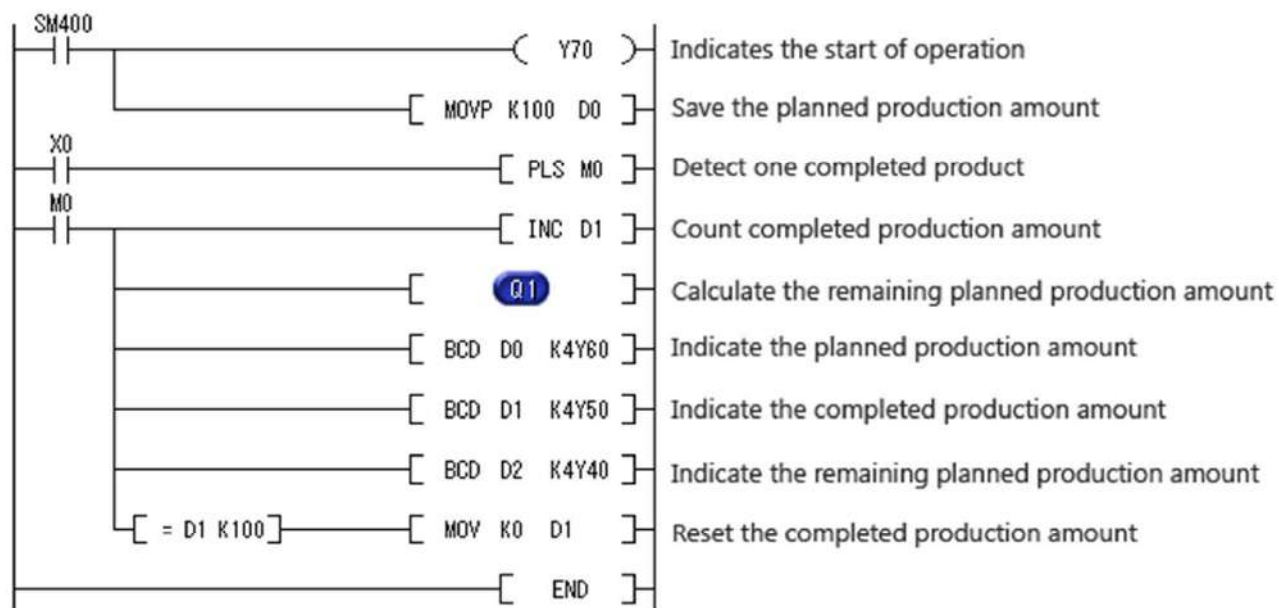 SM400
Y70 Indicates the start of operation
MOVP K100 D0 Save the planned production amount
X0
PLS M0 Detect one completed product
M0
INC D1 Count completed production amount
Q1 Calculate the remaining planned production amount
BCD D0 K4Y60 Indicate the planned production amount
BCD D1 K4Y50 Indicate the completed production amount
BCD D2 K4Y40 Indicate the remaining planned production amount
= D1 K100 MOV K0 D1 Reset the completed production amount
END